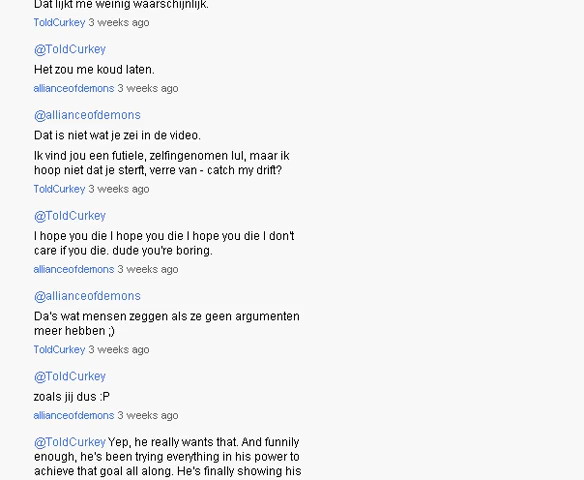 Dat lijkt me weinig waarschijnlijk.
ToldCurkey 3 weeks ago
@ToldCurkey
Het zou me koud laten.
allianceofdemons 3 weeks ago
@allianceofdemons
Dat is niet wat je zei in de video.
Ik vind jou een futiele, zelfingenomen lul, maar ik
hoop niet dat je sterft, verre van - catch my drift?
ToldCurkey 3 weeks ago
@ToldCurkey
I hope you die I hope you die I hope you die I don't
care if you die. dude you're boring.
allianceofdemons 3 weeks ago
@allianceofdemons
Da's wat mensen zeggen als ze geen argumenten
meer hebben ;)
ToldCurkey 3 weeks ago
@ToldCurkey
zoals jij dus :P
allianceofdemons 3 weeks ago
@ToldCurkey Yep, he really wants that. And funnily
enough, he's been trying everything in his power to
achieve that goal all along. He's finally showing his